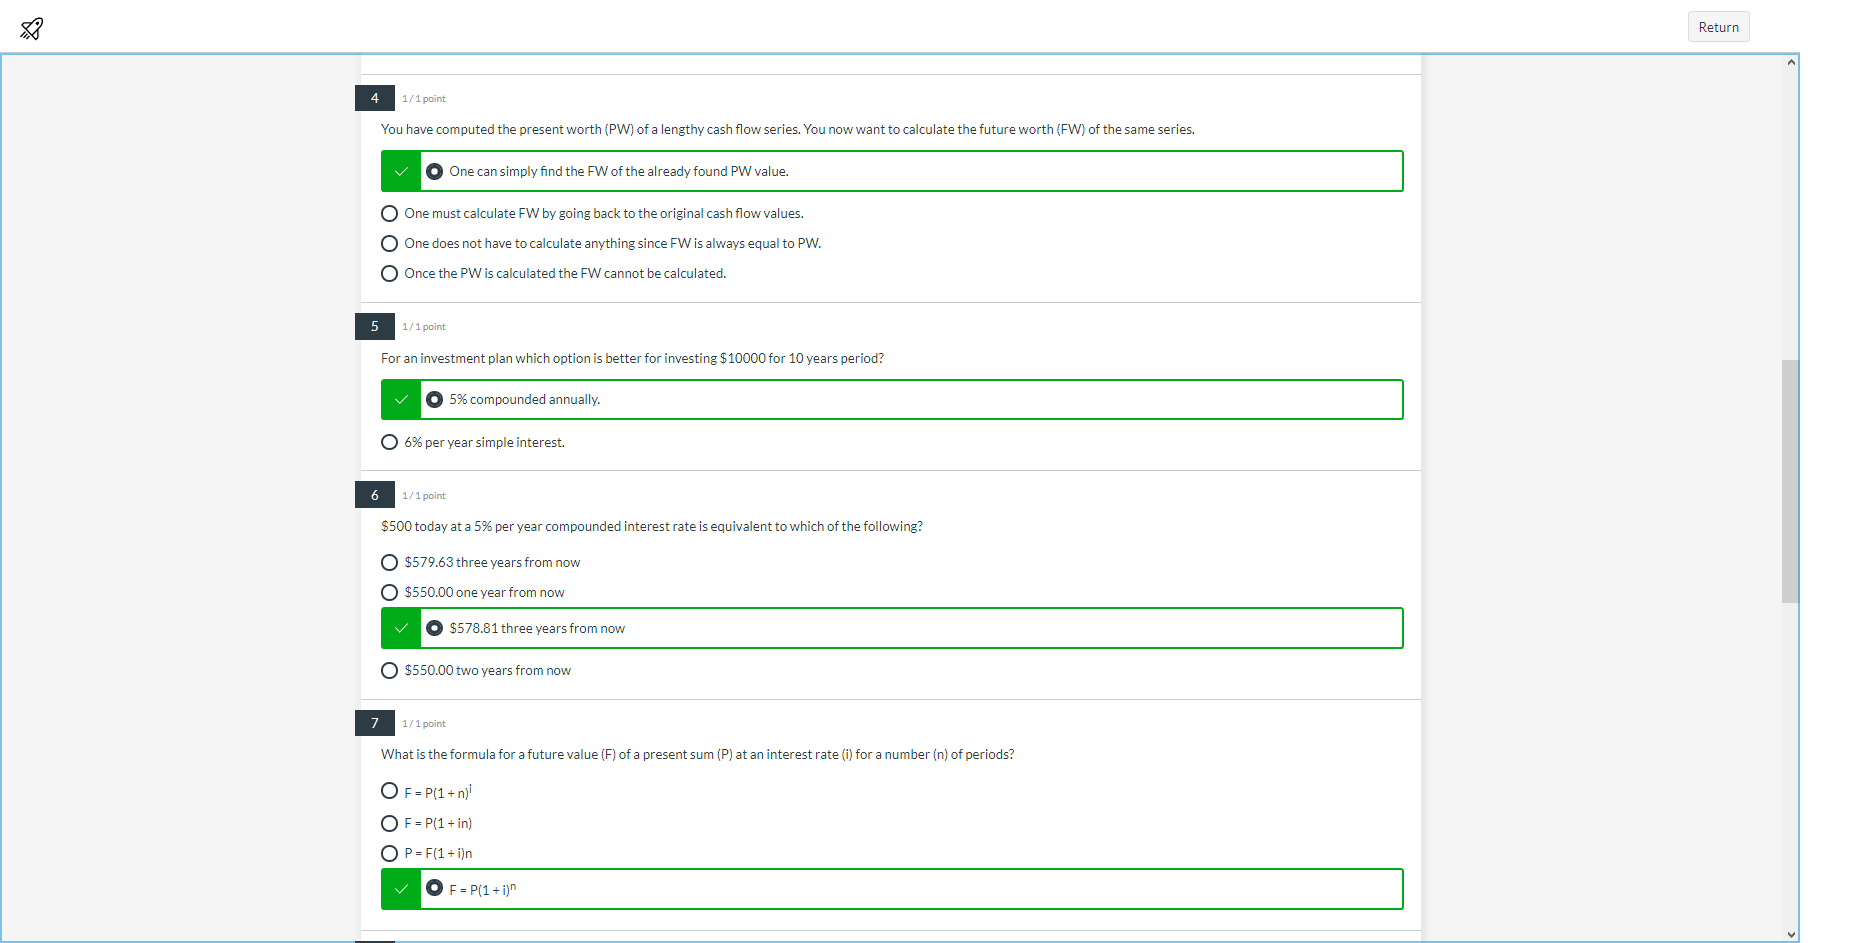 Return
4
1 / 1 point
You have computed the present worth (PW) of a lengthy cash flow series. You now want to calculate the future worth (FW) of the same series.
One can simply find the FW of the already found PW value.
One must calculate FW by going back to the original cash flow values.
One does not have to calculate anything since FW is always equal to PW.
Once the PW is calculated the FW cannot be calculated.
5
1 / 1 point
For an investment plan which option is better for investing $10000 for 10 years period?
5% compounded annually.
6% per year simple interest.
6
1 / 1 point
$500 today at a 5% per year compounded interest rate is equivalent to which of the following?
$579.63 three years from now
$550.00 one year from now
$578.81 three years from now
$550.00 two years from now
7
1 / 1 point
What is the formula for a future value (F) of a present sum (P) at an interest rate (i) for a number (n) of periods?
F = P(1 + n)ⁱ
F = P(1 + in)
P = F(1 + i)n
F = P(1 + i)ⁿ